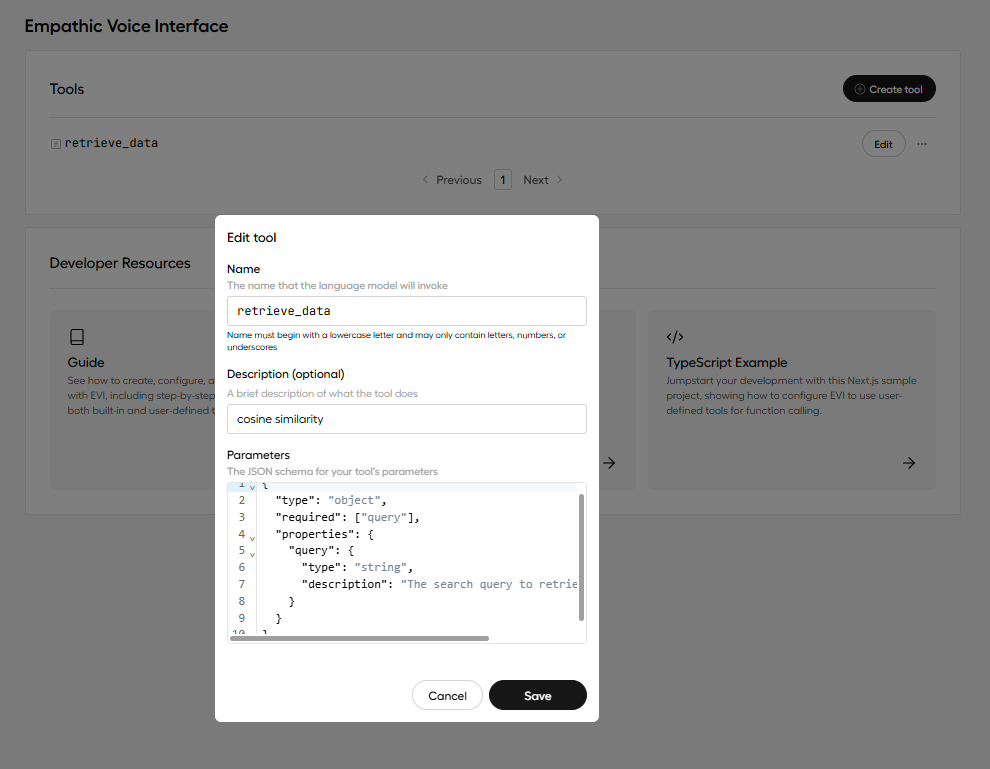 Empathic Voice Interface
Tools
Create tool
retrieve_data
Edit
Previous 1 Next
Developer Resources
Guide
See how to create, configure, a
with EVI, including step-by-step
both built-in and user-defined t
TypeScript Example
Jumpstart your development with this Next.js sample
project, showing how to configure EVI to use user-
defined tools for function calling.
Edit tool
Name
The name that the language model will invoke
retrieve_data
Name must begin with a lowercase letter and may only contain letters, numbers, or
underscores
Description (optional)
A brief description of what the tool does
cosine similarity
Parameters
The JSON schema for your tool's parameters
1 {
2 "type": "object",
3 "required": ["query"],
4 "properties": {
5 "query": {
6 "type": "string",
7 "description": "The search query to retrie
8 }
9 }
10 }
Cancel
Save